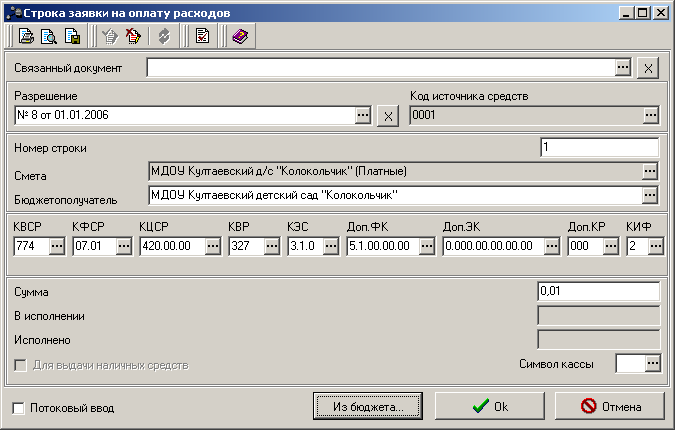 Строка заявки на оплату расходов
Связанный документ
Разрешение Код источника средств
№ 8 от 01.01.2006 X 0001
Номер строки 1
Смета МДОУ Култаевский д/с "Колокольчик" (Платные)
Бюджетополучатель МДОУ Култаевский детский сад "Колокольчик"
КВСР КФСР КЦСР КВР КЭС Доп.ФК Доп.ЭК Доп.КР КИФ
774 07.01 420.00.00 327 3.1.0 5.1.00.00.00 0.000.00.00.00.00 000 2
Сумма 0,01
В исполнении
Исполнено
Для выдачи наличных средств Символ кассы
Потоковый ввод Из бюджета... Ok Отмена